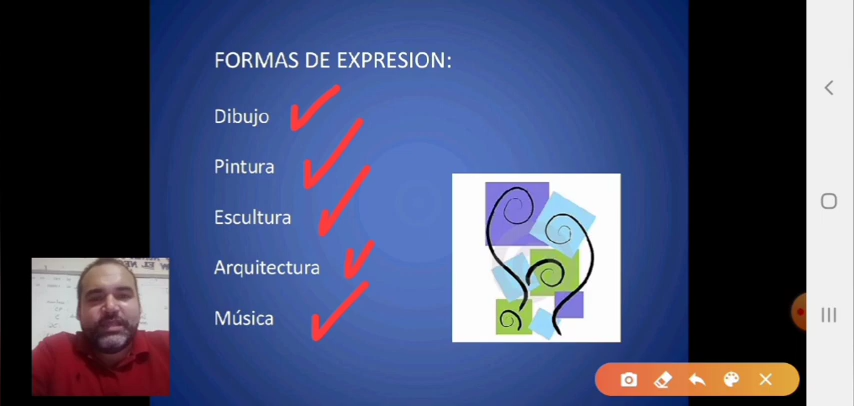 FORMAS DE EXPRESION:
Dibujo
Pintura
Escultura
Arquitectura
Música